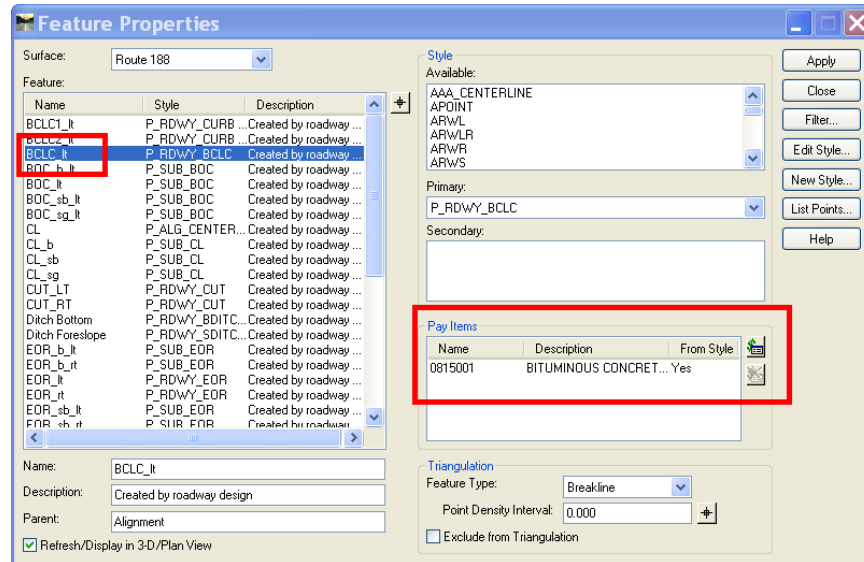 Feature Properties
Surface: Route 188
Feature:
Name Style Description
BCLC1_lt P_RDWY_CURB ... Created by roadway ...
BCLC2_lt P_RDWY_CURB ... Created by roadway ...
BCLC_lt P_RDWY_BCLC Created by roadway ...
BOC_b_lt P_SUB_BOC Created by roadway ...
BOC_lt P_SUB_BOC Created by roadway ...
BOC_sb_lt P_SUB_BOC Created by roadway ...
BOC_sg_lt P_SUB_BOC Created by roadway ...
CL P_ALG_CENTER... Created by roadway ...
CL_b P_SUB_CL Created by roadway ...
CL_sb P_SUB_CL Created by roadway ...
CL_sg P_SUB_CL Created by roadway ...
CUT_LT P_RDWY_CUT Created by roadway ...
CUT_RT P_RDWY_CUT Created by roadway ...
Ditch Bottom P_RDWY_BDITC... Created by roadway ...
Ditch Foreslope P_RDWY_SDITC... Created by roadway ...
EOR_b_lt P_SUB_EOR Created by roadway ...
EOR_b_rt P_SUB_EOR Created by roadway ...
EOR_lt P_RDWY_EOR Created by roadway ...
EOR_rt P_RDWY_EOR Created by roadway ...
EOR_sb_lt P_SUB_EOR Created by roadway ...
EOR_sb_rt P_SUB_EOR Created by roadway ...
Name: BCLC_lt
Description: Created by roadway design
Parent: Alignment
Refresh/Display in 3-D/Plan View
Style
Available:
AAA_CENTERLINE
APOINT
ARWL
ARWLR
ARWR
ARWS
Primary:
P_RDWY_BCLC
Secondary:
Pay Items
Name Description From Style
0815001 BITUMINOUS CONCRET... Yes
Triangulation
Feature Type: Breakline
Point Density Interval: 0.000
Exclude from Triangulation
Apply
Close
Filter...
Edit Style...
New Style...
List Points...
Help